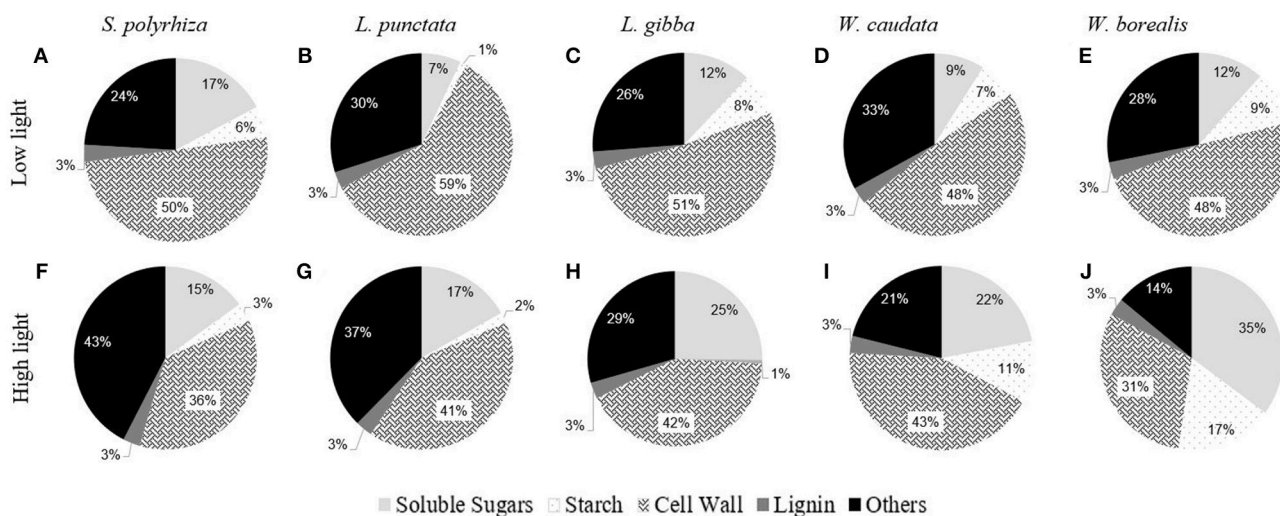 S. polyrhiza L. punctata L. gibba W. caudata W. borealis
A B C D E
Low light
17% 6% 50% 3% 24%
7% 1% 59% 3% 30%
12% 8% 51% 3% 26%
9% 7% 48% 3% 33%
12% 9% 48% 3% 28%
F G H I J
High light
15% 3% 36% 3% 43%
17% 2% 41% 3% 37%
25% 1% 42% 3% 29%
22% 11% 43% 3% 21%
35% 17% 31% 3% 14%
Soluble Sugars Starch Cell Wall Lignin Others